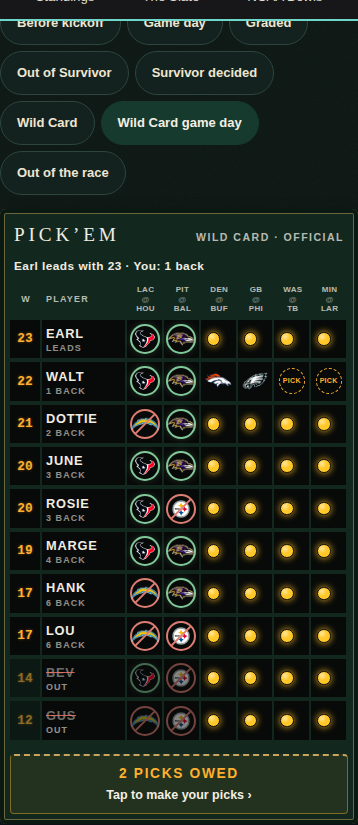 Before kickoff
Game day
Graded
Out of Survivor
Survivor decided
Wild Card
Wild Card game day
Out of the race
PICK’EM
WILD CARD · OFFICIAL
Earl leads with 23 · You: 1 back
W PLAYER LAC @ HOU PIT @ BAL DEN @ BUF GB @ PHI WAS @ TB MIN @ LAR
23 EARL
LEADS
22 WALT PICK PICK
1 BACK
21 DOTTIE
2 BACK
20 JUNE
3 BACK
20 ROSIE
3 BACK
19 MARGE
4 BACK
17 HANK
6 BACK
17 LOU
6 BACK
14 BEV
OUT
12 GUS
OUT
2 PICKS OWED
Tap to make your picks ›